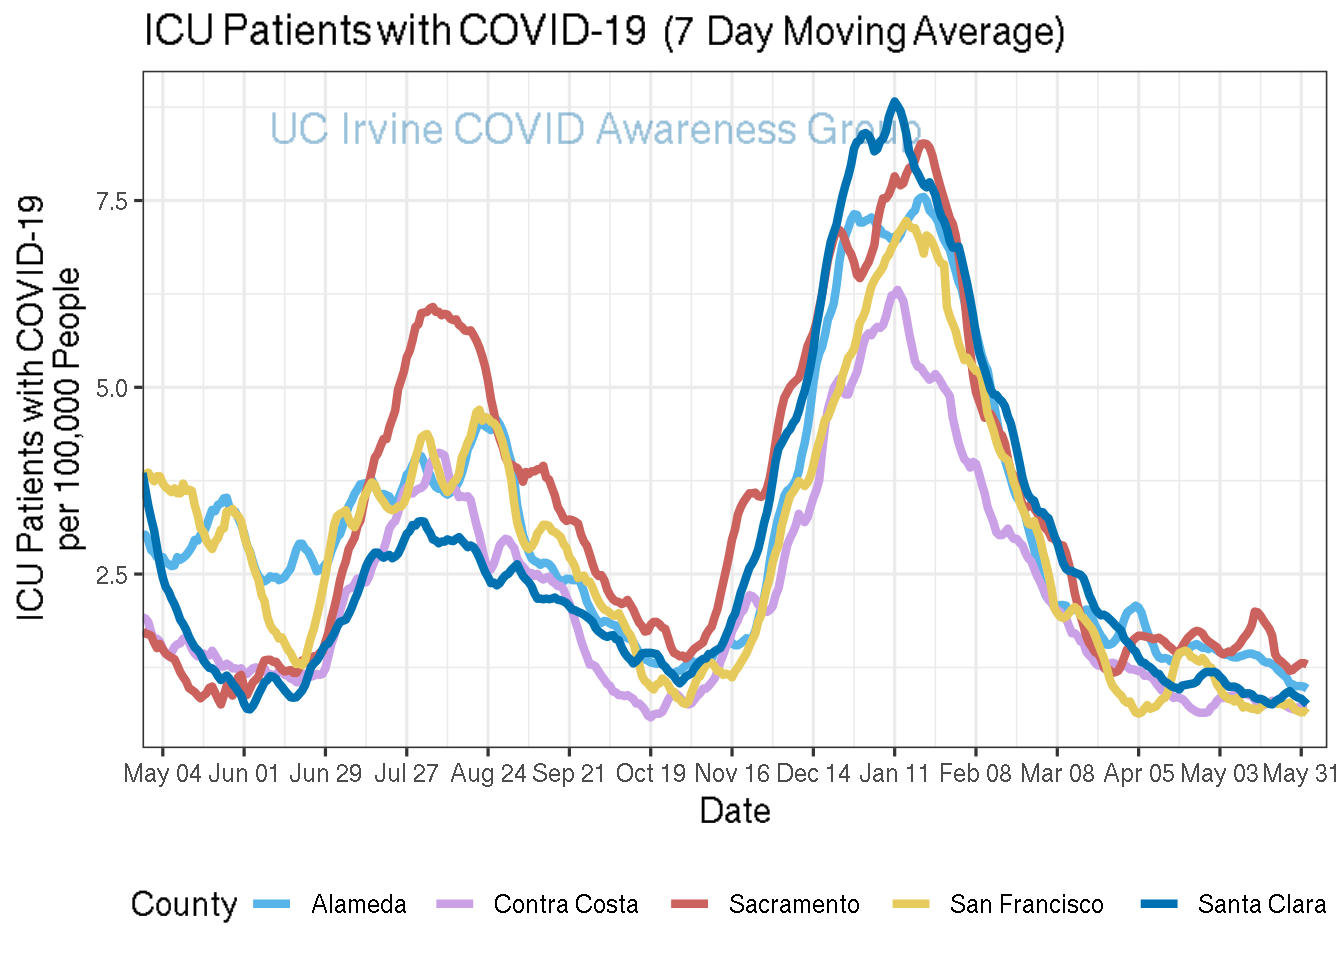 ICU Patients with COVID-19 (7 Day Moving Average)
UC Irvine COVID Awareness Group
ICU Patients with COVID-19
per 100,000 People
7.5
5.0
2.5
May 04 Jun 01 Jun 29 Jul 27 Aug 24 Sep 21 Oct 19 Nov 16 Dec 14 Jan 11 Feb 08 Mar 08 Apr 05 May 03 May 31
Date
County Alameda Contra Costa Sacramento San Francisco Santa Clara